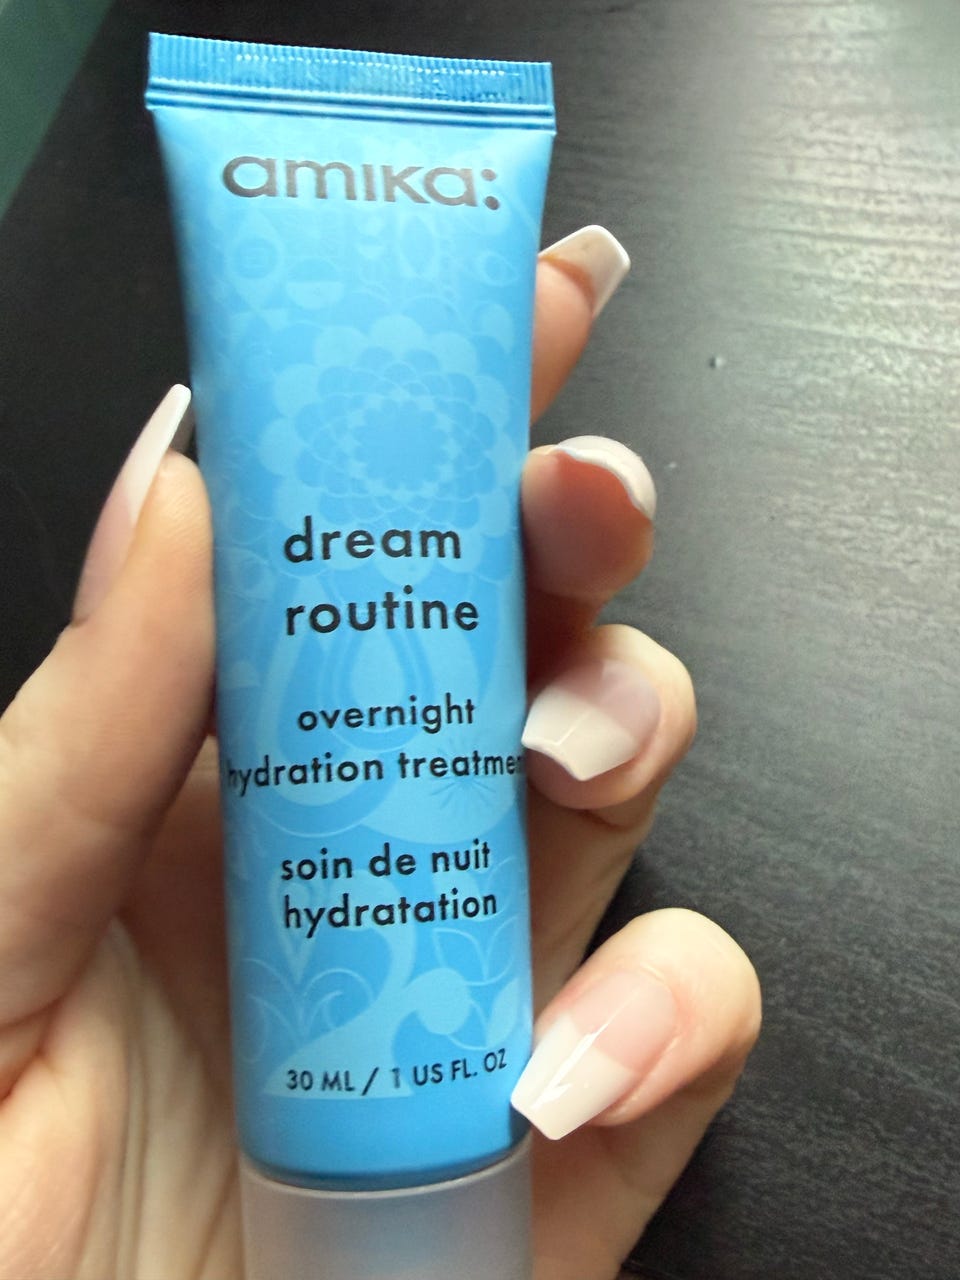 amika:
dream
routine
overnight
hydration treatmen
soin de nuit
hydratation
30 ML / 1 US FL. OZ